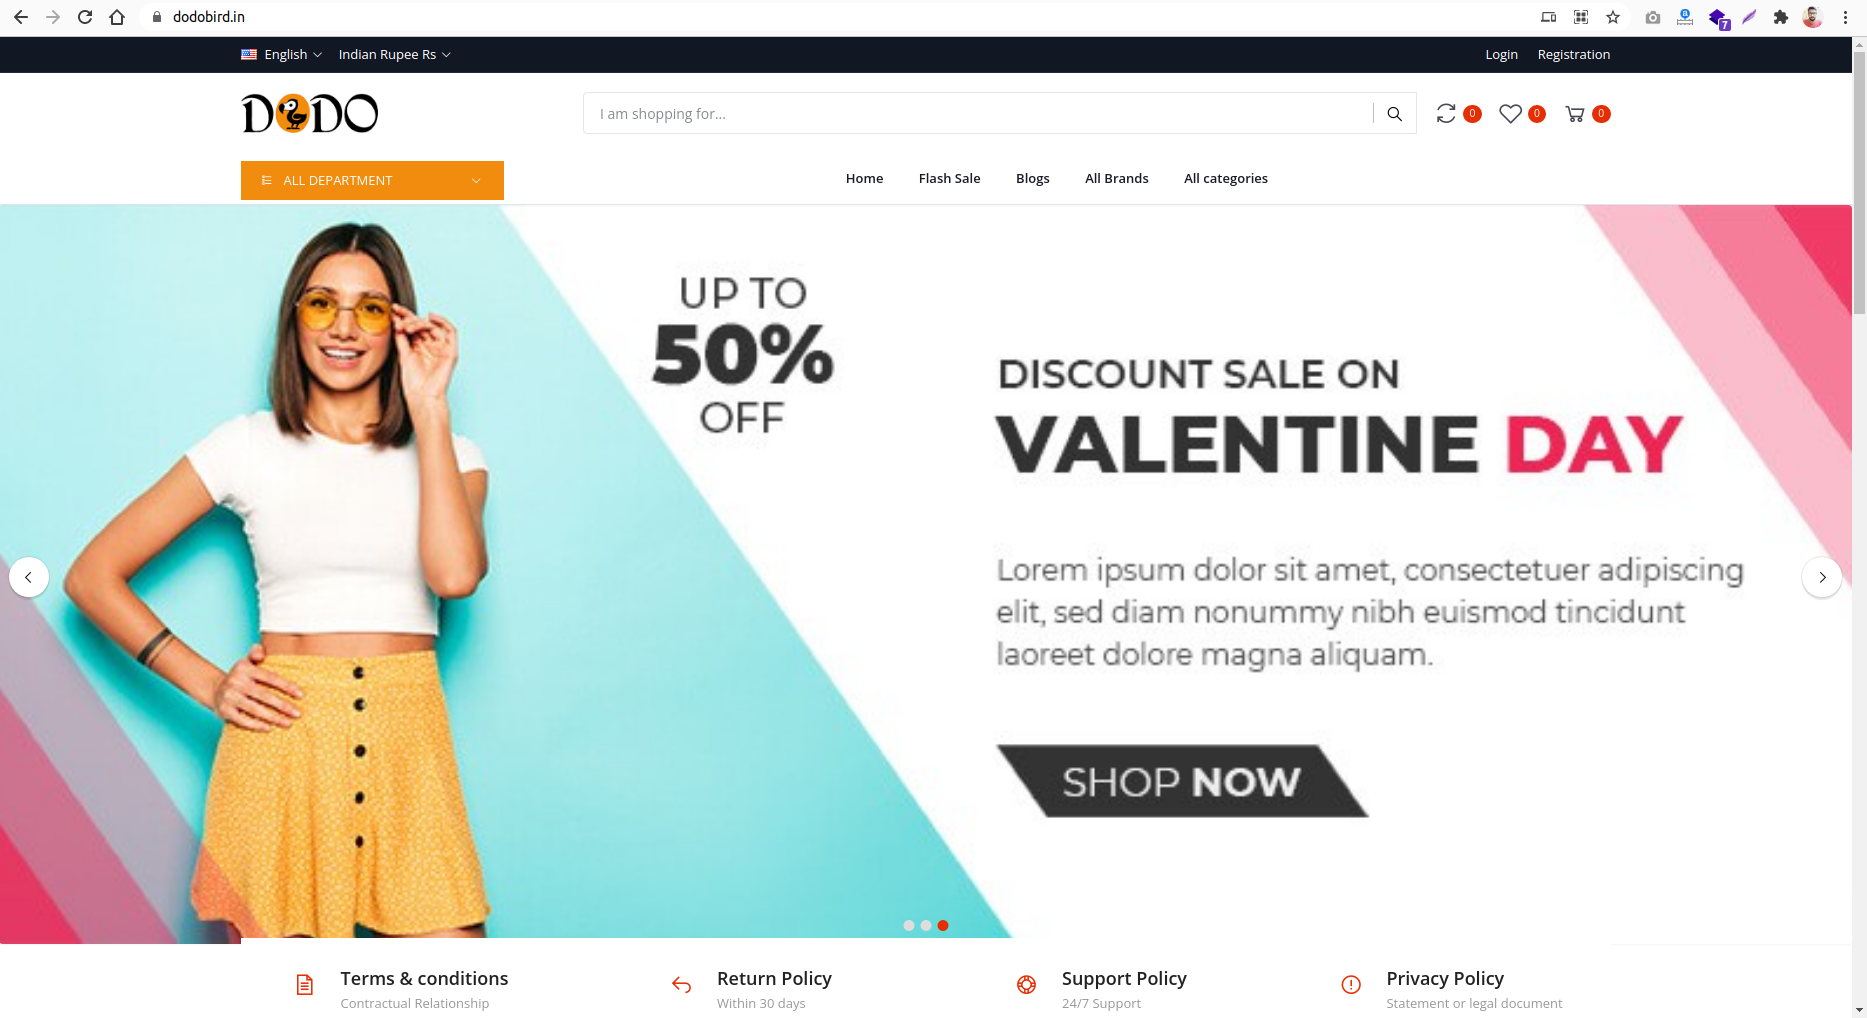 dodobird.in
7
English
Indian Rupee Rs
Login
Registration
DODO
I am shopping for...
0
0
0
ALL DEPARTMENT
Home
Flash Sale
Blogs
All Brands
All categories
UP TO
50%
OFF
DISCOUNT SALE ON
VALENTINE DAY
Lorem ipsum dolor sit amet, consectetuer adipiscing
elit, sed diam nonummy nibh euismod tincidunt
laoreet dolore magna aliquam.
SHOP NOW
Terms & conditions
Contractual Relationship
Return Policy
Within 30 days
Support Policy
24/7 Support
Privacy Policy
Statement or legal document